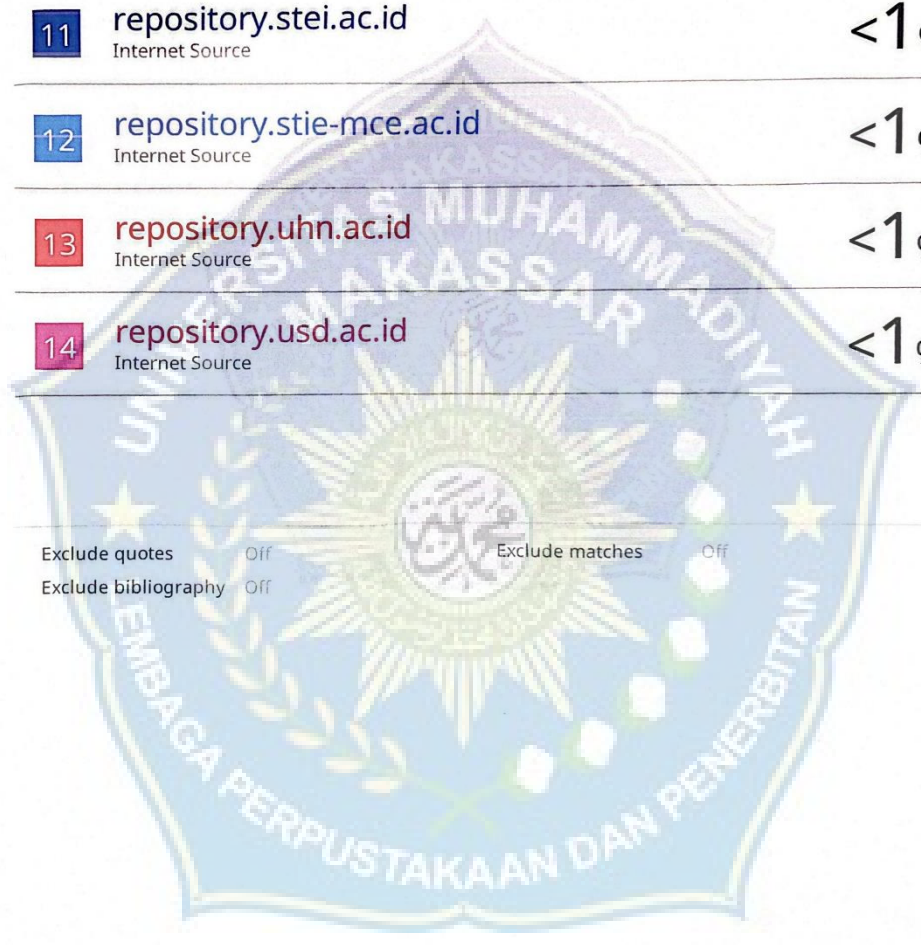 11 repository.stei.ac.id <1
Internet Source
12 repository.stie-mce.ac.id <1
Internet Source
13 repository.uhn.ac.id <1
Internet Source
14 repository.usd.ac.id <1
Internet Source
Exclude quotes Off Exclude matches Off
Exclude bibliography Off
UNIVERSITAS MUHAMMADIYAH
MAKASSAR
LEMBAGA PERPUSTAKAAN DAN PENERBITAN